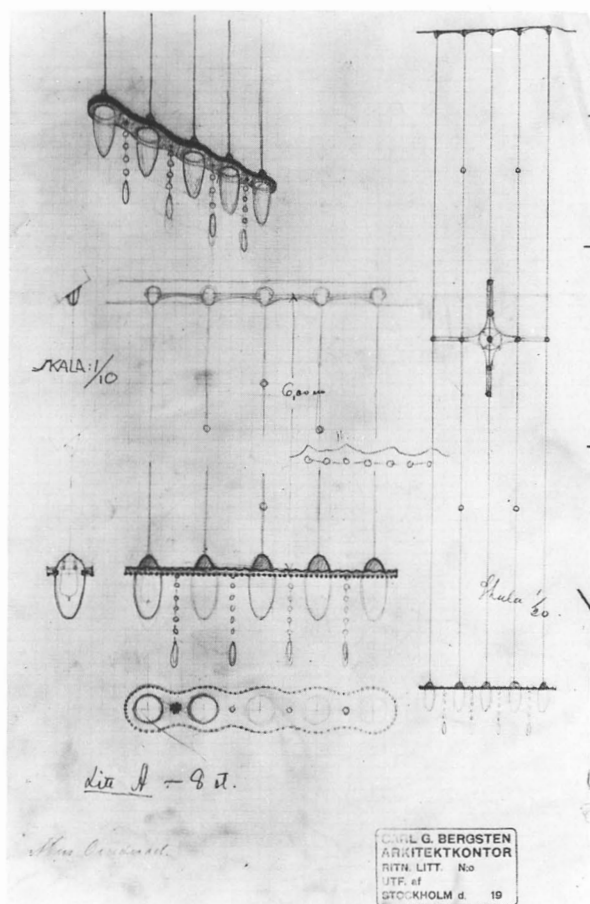 SKALA: 1/10
6,00 m
Skala 1/20.
Litt A – 8 st.
CARL G. BERGSTEN
ARKITEKTKONTOR
RITN. LITT. N:o
UTF. af
STOCKHOLM d. 19